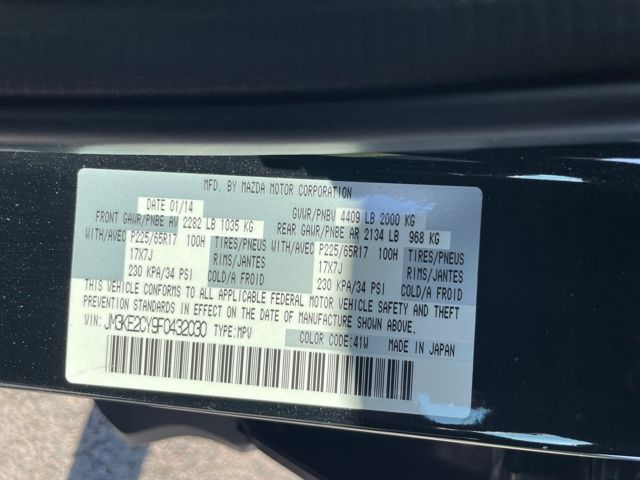 MFD. BY MAZDA MOTOR CORPORATION
DATE 01/14 GVWR/PNBV 4409 LB 2000 KG
FRONT GAWR/PNBE AV 2282 LB 1035 KG REAR GAWR/PNBE AR 2134 LB 968 KG
WITH/AVEC P225/65R17 100H TIRES/PNEUS WITH/AVEC P225/65R17 100H TIRES/PNEUS
17X7J RIMS/JANTES 17X7J RIMS/JANTES
230 KPA/34 PSI COLD/A FROID 230 KPA/34 PSI COLD/A FROID
THIS VEHICLE CONFORMS TO ALL APPLICABLE FEDERAL MOTOR VEHICLE SAFETY AND THEFT
PREVENTION STANDARDS IN EFFECT ON THE DATE OF MANUFACTURE SHOWN ABOVE.
VIN: JM3KE2CY9F0432030 TYPE: MPV COLOR CODE: 41W MADE IN JAPAN